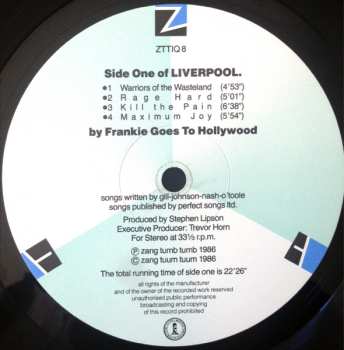 Z
ZTTIQ 8
Side One of LIVERPOOL.
•1 Warriors of the Wasteland (4'53")
•2 Rage Hard (5'01")
•3 Kill the Pain (6'38")
•4 Maximum Joy (5'54")
by Frankie Goes To Hollywood
songs written by gill-johnson-nash-o'toole
songs published by perfect songs ltd.
Produced by Stephen Lipson
Executive Producer: Trevor Horn
For Stereo at 33⅓ r.p.m.
℗ zang tumb tumb 1986
© zang tuum tuum 1986
The total running time of side one is 22'26"
all rights of the manufacturer
and of the owner of the recorded work reserved
unauthorised public performance
broadcasting and copying
of this record prohibited
T
T